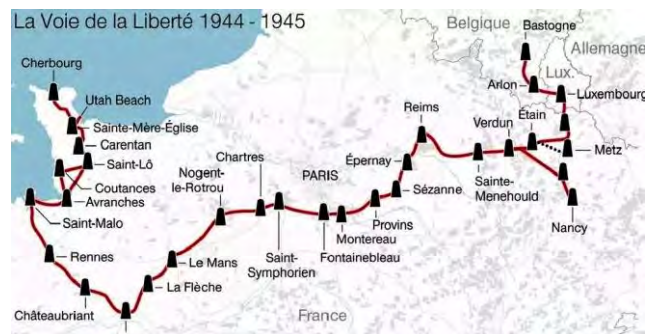 La Voie de la Liberté 1944 - 1945
Belgique
Bastogne
Allemagne
Cherbourg
Arlon
Lux.
Luxembourg
Utah Beach
Reims
Étain
Sainte-Mère-Église
Verdun
Carentan
Chartres
Metz
Saint-Lô
Nogent-
le-Rotrou
Épernay
PARIS
Coutances
Avranches
Sézanne
Sainte-
Menehould
Saint-Malo
Provins
Nancy
Montereau
Saint-
Symphorien
Fontainebleau
Rennes
Le Mans
La Flèche
Châteaubriant
France